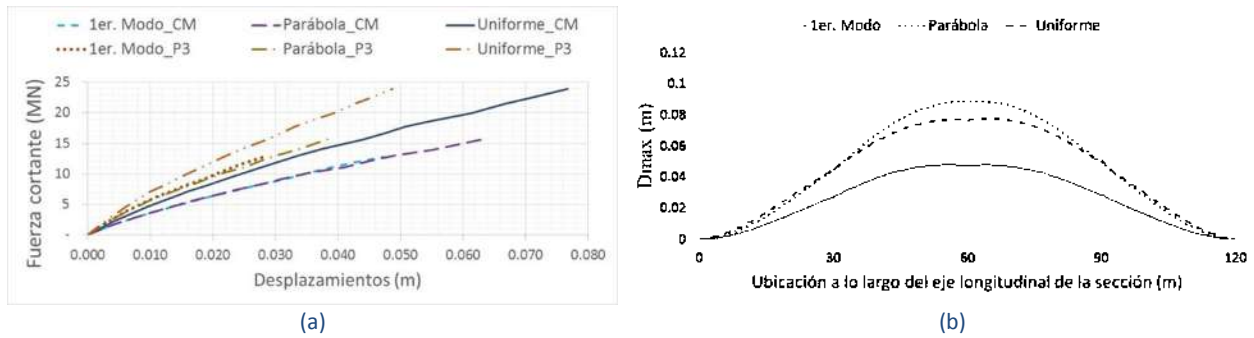 1er. Modo_CM Parábola_CM Uniforme_CM
1er. Modo_P3 Parábola_P3 Uniforme_P3
Fuerza cortante (MN)
25
20
15
10
5
-
0.000 0.010 0.020 0.030 0.040 0.050 0.060 0.070 0.080
Desplazamientos (m)
(a)
1er. Modo Parábola Uniforme
Dmax (m)
0.12
0.1
0.08
0.06
0.04
0.02
0
0 30 60 90 120
Ubicación a lo largo del eje longitudinal de la sección (m)
(b)